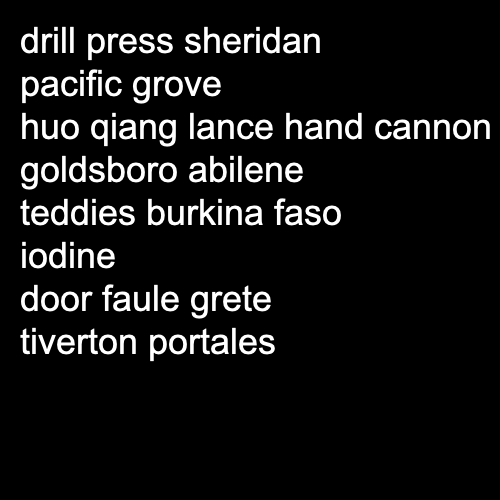 drill press sheridan
pacific grove
huo qiang lance hand cannon
goldsboro abilene
teddies burkina faso
iodine
door faule grete
tiverton portales